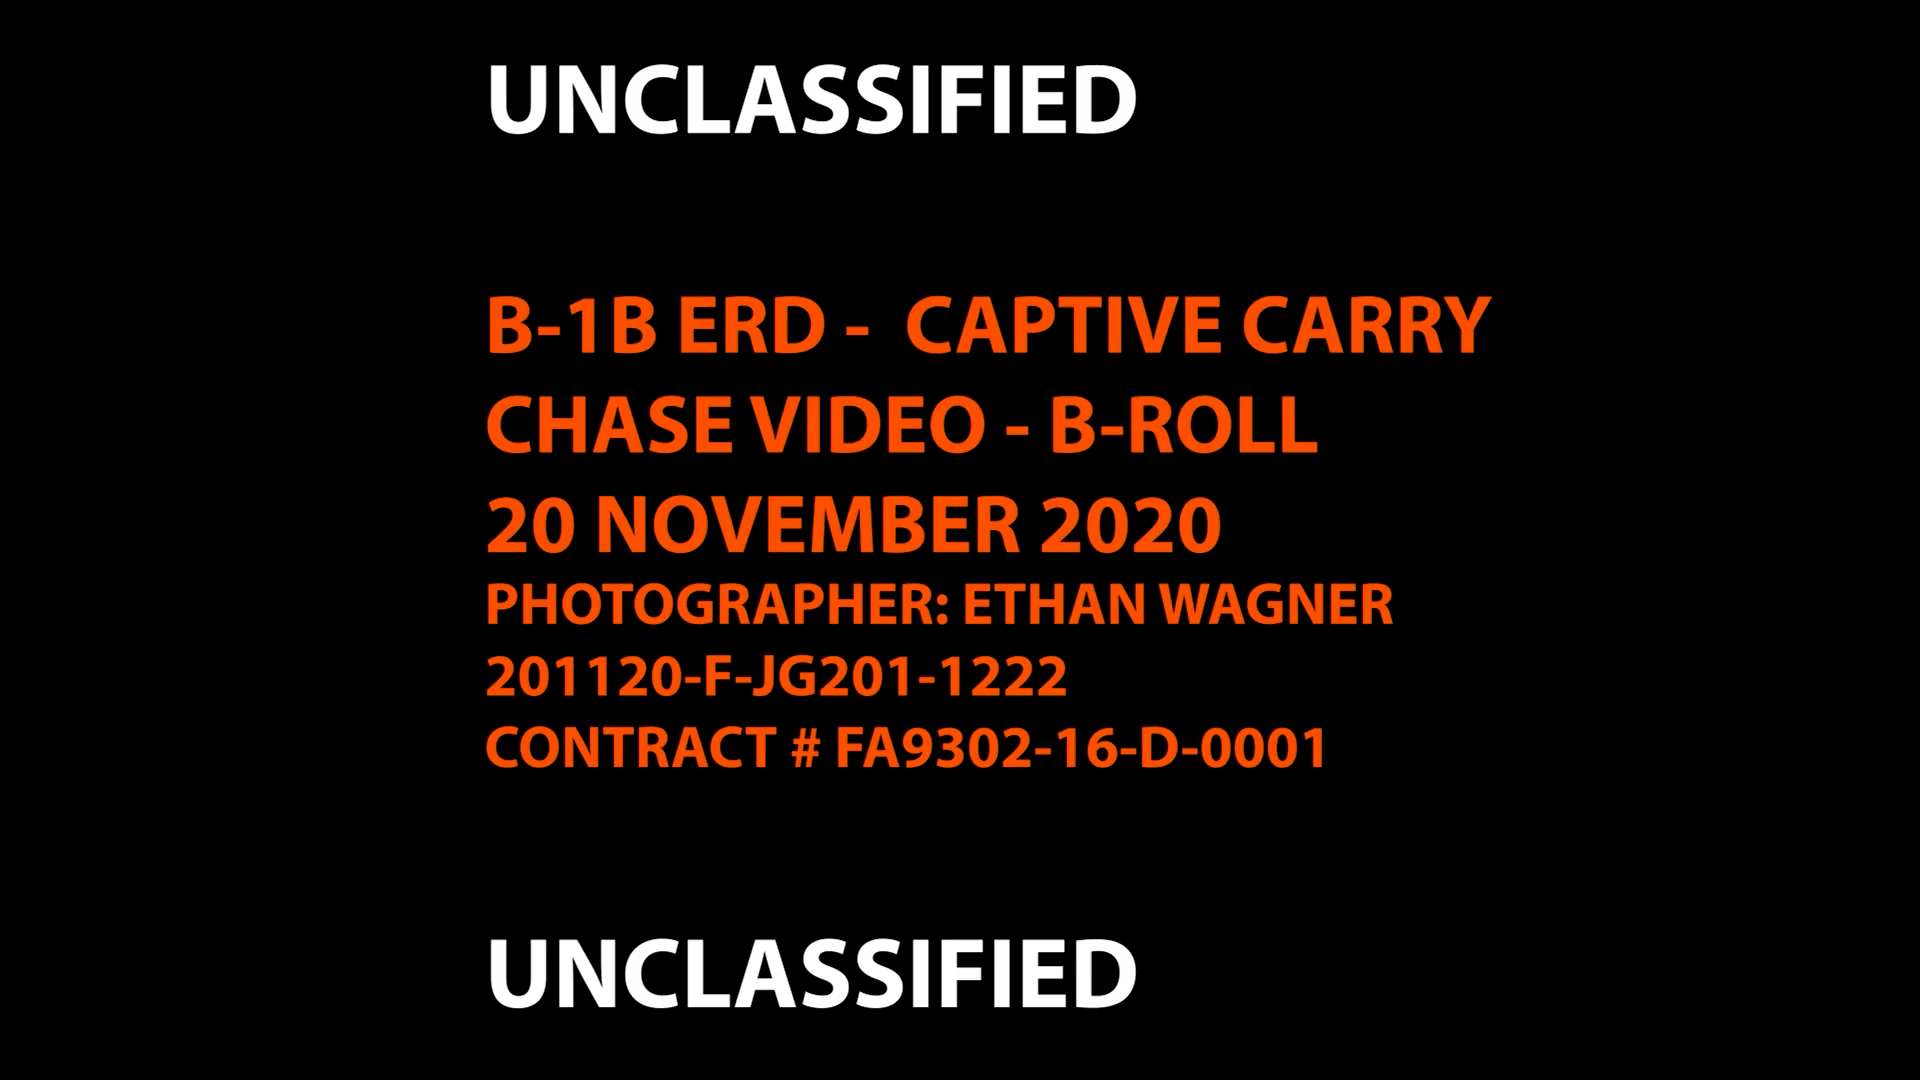 UNCLASSIFIED
B-1B ERD - CAPTIVE CARRY
CHASE VIDEO - B-ROLL
20 NOVEMBER 2020
PHOTOGRAPHER: ETHAN WAGNER
201120-F-JG201-1222
CONTRACT # FA9302-16-D-0001
UNCLASSIFIED